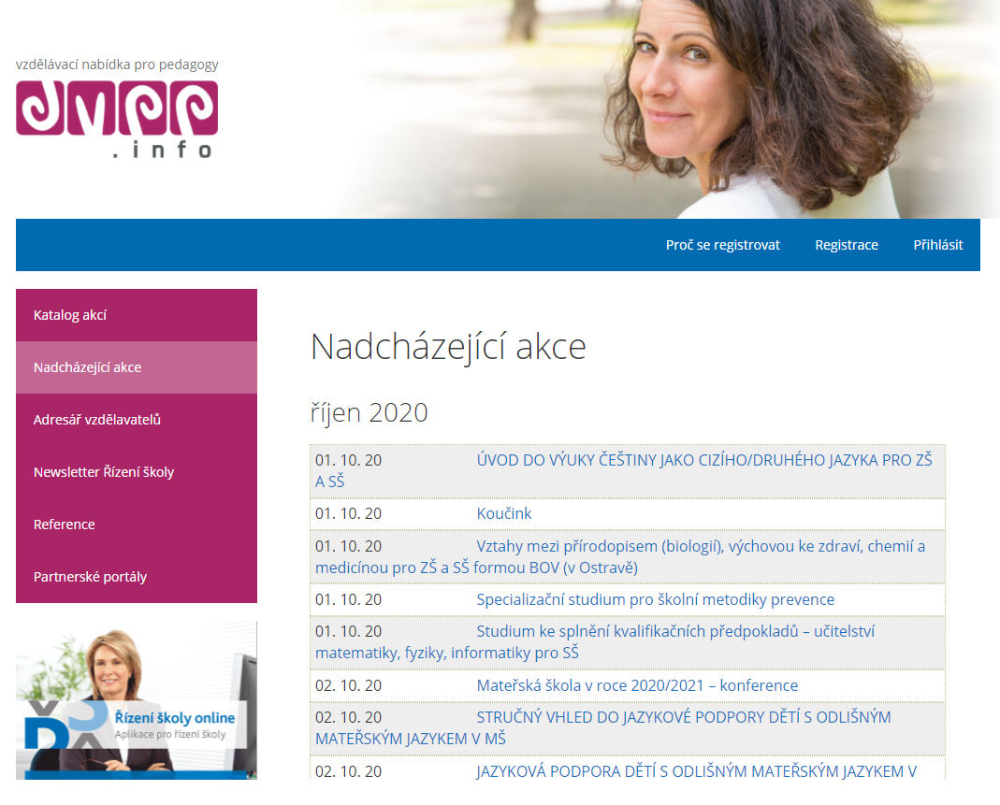 vzdělávací nabídka pro pedagogy
dvpp
.info
Proč se registrovat Registrace Přihlásit
Katalog akcí
Nadcházející akce
Adresář vzdělavatelů
Newsletter Řízení školy
Reference
Partnerské portály
Řízení školy online
Aplikace pro řízení školy
Nadcházející akce
říjen 2020
01. 10. 20 ÚVOD DO VÝUKY ČEŠTINY JAKO CIZÍHO/DRUHÉHO JAZYKA PRO ZŠ
A SŠ
01. 10. 20 Koučink
01. 10. 20 Vztahy mezi přírodopisem (biologií), výchovou ke zdraví, chemií a
medicínou pro ZŠ a SŠ formou BOV (v Ostravě)
01. 10. 20 Specializační studium pro školní metodiky prevence
01. 10. 20 Studium ke splnění kvalifikačních předpokladů – učitelství
matematiky, fyziky, informatiky pro SŠ
02. 10. 20 Mateřská škola v roce 2020/2021 – konference
02. 10. 20 STRUČNÝ VHLED DO JAZYKOVÉ PODPORY DĚTÍ S ODLIŠNÝM
MATEŘSKÝM JAZYKEM V MŠ
02. 10. 20 JAZYKOVÁ PODPORA DĚTÍ S ODLIŠNÝM MATEŘSKÝM JAZYKEM V